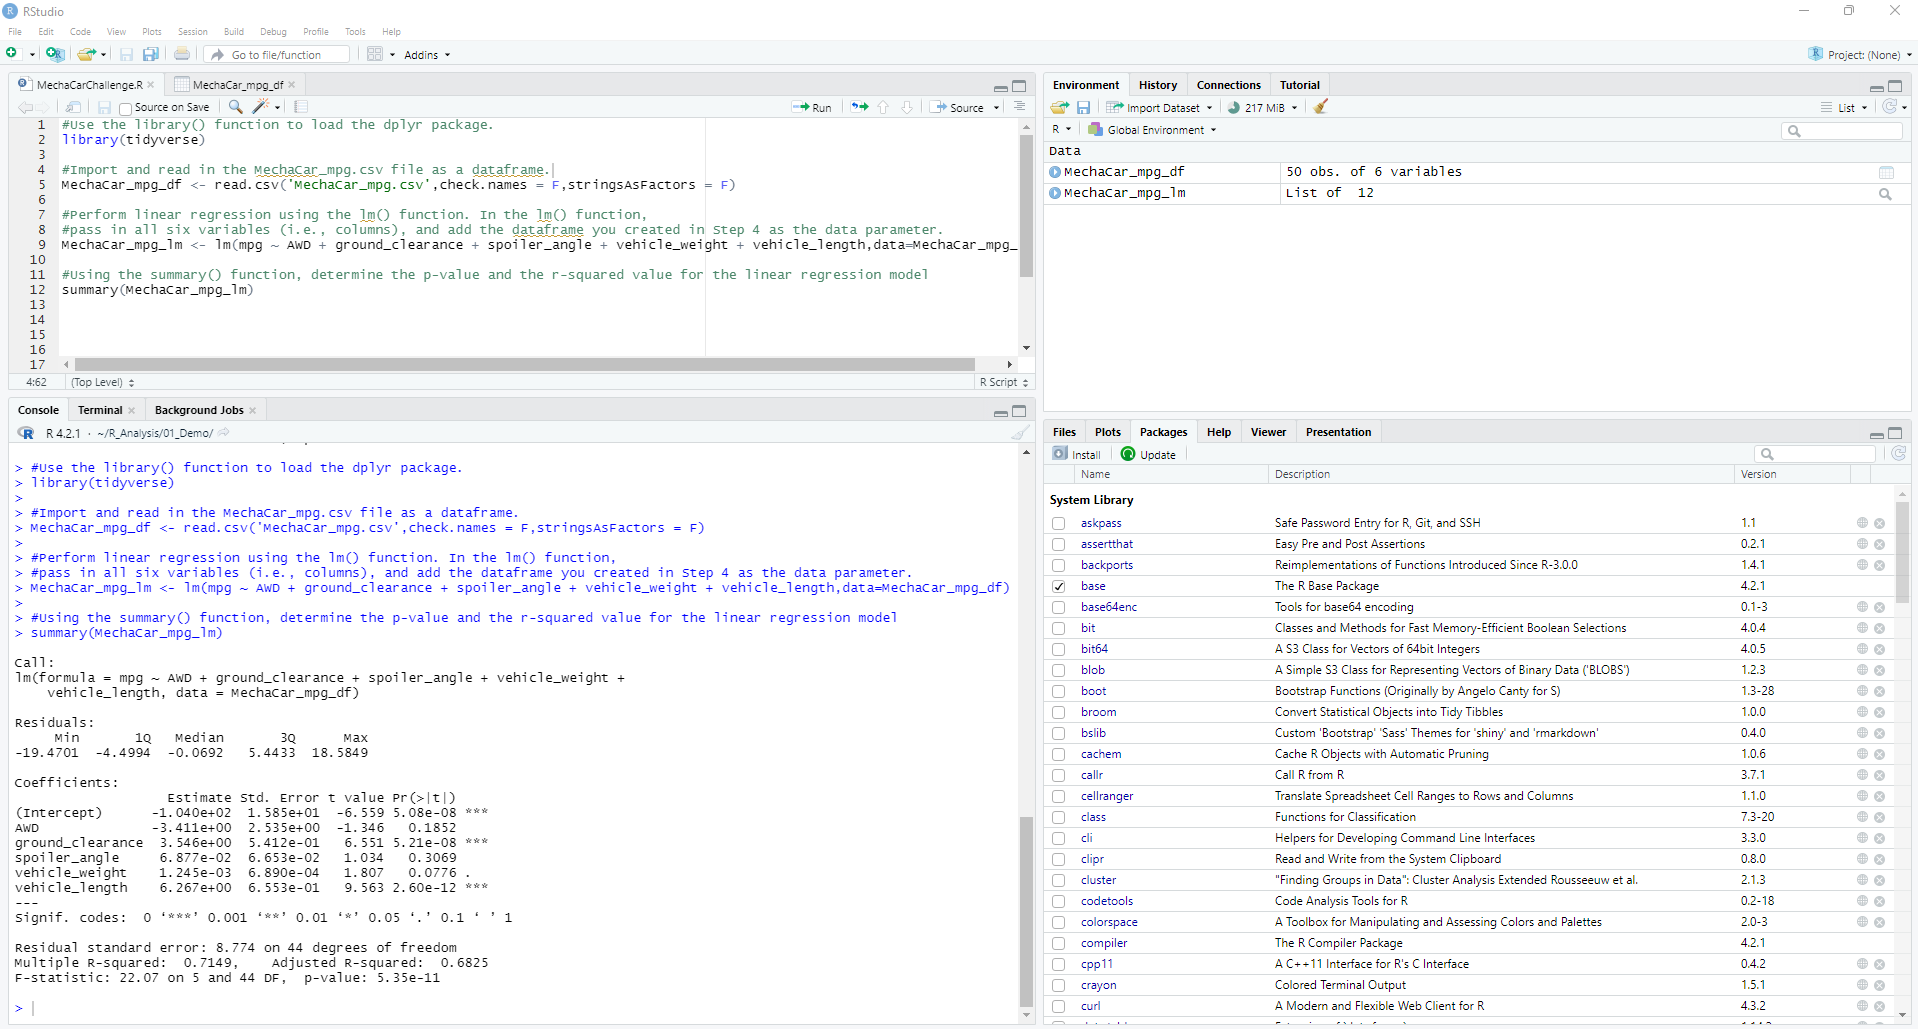 RStudio
File Edit Code View Plots Session Build Debug Profile Tools Help
Go to file/function Addins Project: (None)
MechaCarChallenge.R MechaCar_mpg_df
Source on Save Run Source
1 #Use the library() function to load the dplyr package.
2 library(tidyverse)
3
4 #Import and read in the MechaCar_mpg.csv file as a dataframe.
5 MechaCar_mpg_df <- read.csv('MechaCar_mpg.csv',check.names = F,stringsAsFactors = F)
6
7 #Perform linear regression using the lm() function. In the lm() function,
8 #pass in all six variables (i.e., columns), and add the dataframe you created in Step 4 as the data parameter.
9 MechaCar_mpg_lm <- lm(mpg ~ AWD + ground_clearance + spoiler_angle + vehicle_weight + vehicle_length,data=MechaCar_mpg_
10
11 #Using the summary() function, determine the p-value and the r-squared value for the linear regression model
12 summary(MechaCar_mpg_lm)
13
14
15
16
17
4:62 (Top Level) R Script
Console Terminal Background Jobs
R 4.2.1 · ~/R_Analysis/01_Demo/
> #Use the library() function to load the dplyr package.
> library(tidyverse)
>
> #Import and read in the MechaCar_mpg.csv file as a dataframe.
> MechaCar_mpg_df <- read.csv('MechaCar_mpg.csv',check.names = F,stringsAsFactors = F)
>
> #Perform linear regression using the lm() function. In the lm() function,
> #pass in all six variables (i.e., columns), and add the dataframe you created in Step 4 as the data parameter.
> MechaCar_mpg_lm <- lm(mpg ~ AWD + ground_clearance + spoiler_angle + vehicle_weight + vehicle_length,data=MechaCar_mpg_df)
>
> #Using the summary() function, determine the p-value and the r-squared value for the linear regression model
> summary(MechaCar_mpg_lm)
Call:
lm(formula = mpg ~ AWD + ground_clearance + spoiler_angle + vehicle_weight +
vehicle_length, data = MechaCar_mpg_df)
Residuals:
Min 1Q Median 3Q Max
-19.4701 -4.4994 -0.0692 5.4433 18.5849
Coefficients:
Estimate Std. Error t value Pr(>|t|)
(Intercept) -1.040e+02 1.585e+01 -6.559 5.08e-08 ***
AWD -3.411e+00 2.535e+00 -1.346 0.1852
ground_clearance 3.546e+00 5.412e-01 6.551 5.21e-08 ***
spoiler_angle 6.877e-02 6.653e-02 1.034 0.3069
vehicle_weight 1.245e-03 6.890e-04 1.807 0.0776 .
vehicle_length 6.267e+00 6.553e-01 9.563 2.60e-12 ***
---
Signif. codes: 0 ‘***’ 0.001 ‘**’ 0.01 ‘*’ 0.05 ‘.’ 0.1 ‘ ’ 1
Residual standard error: 8.774 on 44 degrees of freedom
Multiple R-squared: 0.7149, Adjusted R-squared: 0.6825
F-statistic: 22.07 on 5 and 44 DF, p-value: 5.35e-11
>
Environment History Connections Tutorial
Import Dataset 217 MiB List
R Global Environment
Data
MechaCar_mpg_df 50 obs. of 6 variables
MechaCar_mpg_lm List of 12
Files Plots Packages Help Viewer Presentation
Install Update
Name Description Version
System Library
askpass Safe Password Entry for R, Git, and SSH 1.1
assertthat Easy Pre and Post Assertions 0.2.1
backports Reimplementations of Functions Introduced Since R-3.0.0 1.4.1
base The R Base Package 4.2.1
base64enc Tools for base64 encoding 0.1-3
bit Classes and Methods for Fast Memory-Efficient Boolean Selections 4.0.4
bit64 A S3 Class for Vectors of 64bit Integers 4.0.5
blob A Simple S3 Class for Representing Vectors of Binary Data ('BLOBS') 1.2.3
boot Bootstrap Functions (Originally by Angelo Canty for S) 1.3-28
broom Convert Statistical Objects into Tidy Tibbles 1.0.0
bslib Custom 'Bootstrap' 'Sass' Themes for 'shiny' and 'rmarkdown' 0.4.0
cachem Cache R Objects with Automatic Pruning 1.0.6
callr Call R from R 3.7.1
cellranger Translate Spreadsheet Cell Ranges to Rows and Columns 1.1.0
class Functions for Classification 7.3-20
cli Helpers for Developing Command Line Interfaces 3.3.0
clipr Read and Write from the System Clipboard 0.8.0
cluster "Finding Groups in Data": Cluster Analysis Extended Rousseeuw et al. 2.1.3
codetools Code Analysis Tools for R 0.2-18
colorspace A Toolbox for Manipulating and Assessing Colors and Palettes 2.0-3
compiler The R Compiler Package 4.2.1
cpp11 A C++11 Interface for R's C Interface 0.4.2
crayon Colored Terminal Output 1.5.1
curl A Modern and Flexible Web Client for R 4.3.2